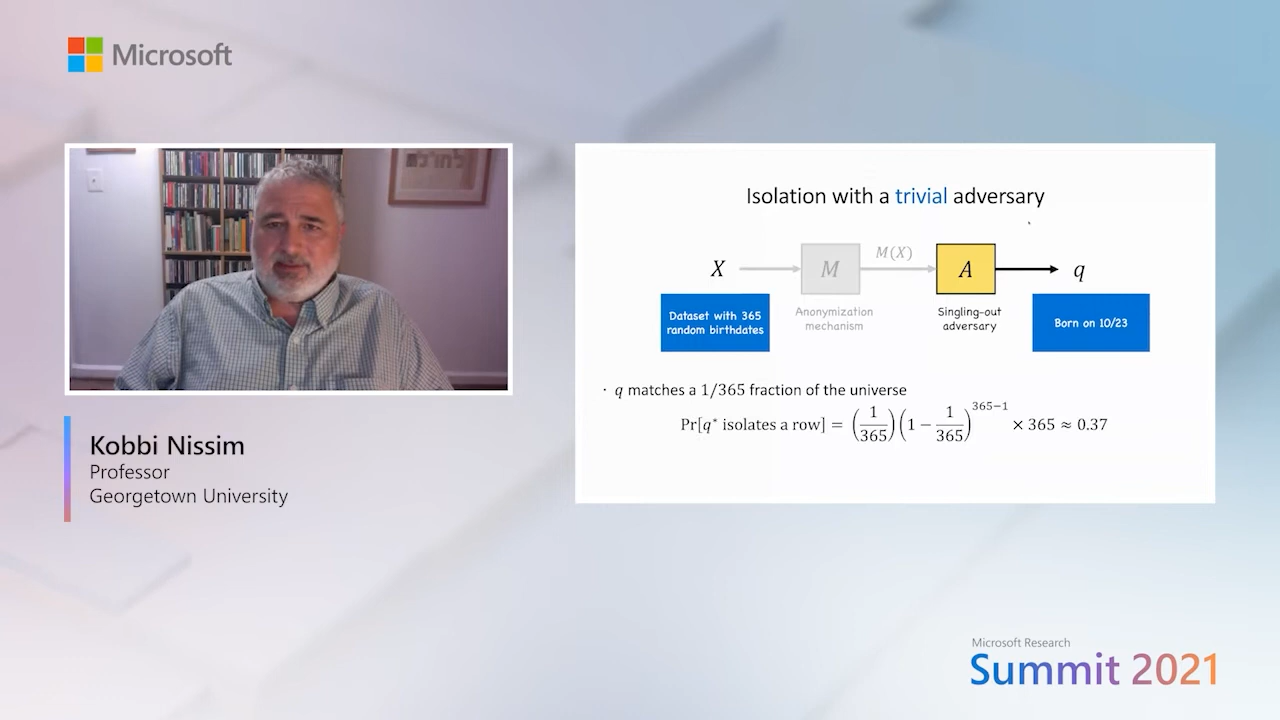 Microsoft
Isolation with a trivial adversary
X
M
M(X)
A
q
Dataset with 365
random birthdates
Anonymization
mechanism
Singling-out
adversary
Born on 10/23
· q matches a 1/365 fraction of the universe
Pr[q* isolates a row] = (1/365)(1 − 1/365)^365−1 × 365 ≈ 0.37
Kobbi Nissim
Professor
Georgetown University
Microsoft Research
Summit 2021